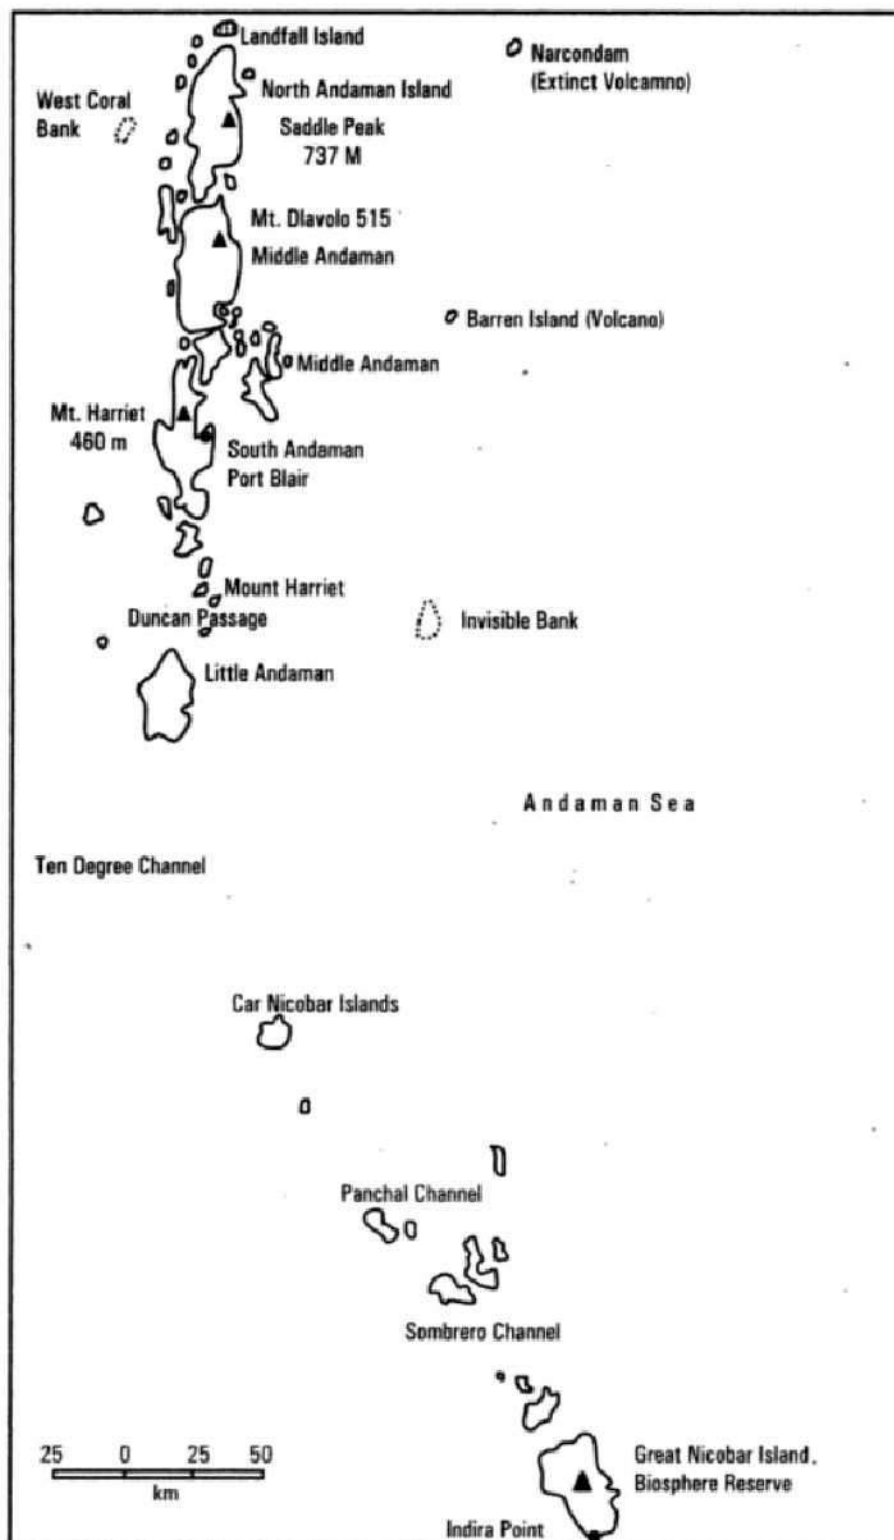 Landfall Island
Narcondam
(Extinct Volcamno)
North Andaman Island
West Coral
Bank
Saddle Peak
737 M
Mt. Dlavolo 515
Middle Andaman
Barren Island (Volcano)
Middle Andaman
Mt. Harriet
460 m
South Andaman
Port Blair
Mount Harriet
Duncan Passage
Invisible Bank
Little Andaman
Andaman Sea
Ten Degree Channel
Car Nicobar Islands
Panchal Channel
Sombrero Channel
25 0 25 50
km
Great Nicobar Island.
Biosphere Reserve
Indira Point